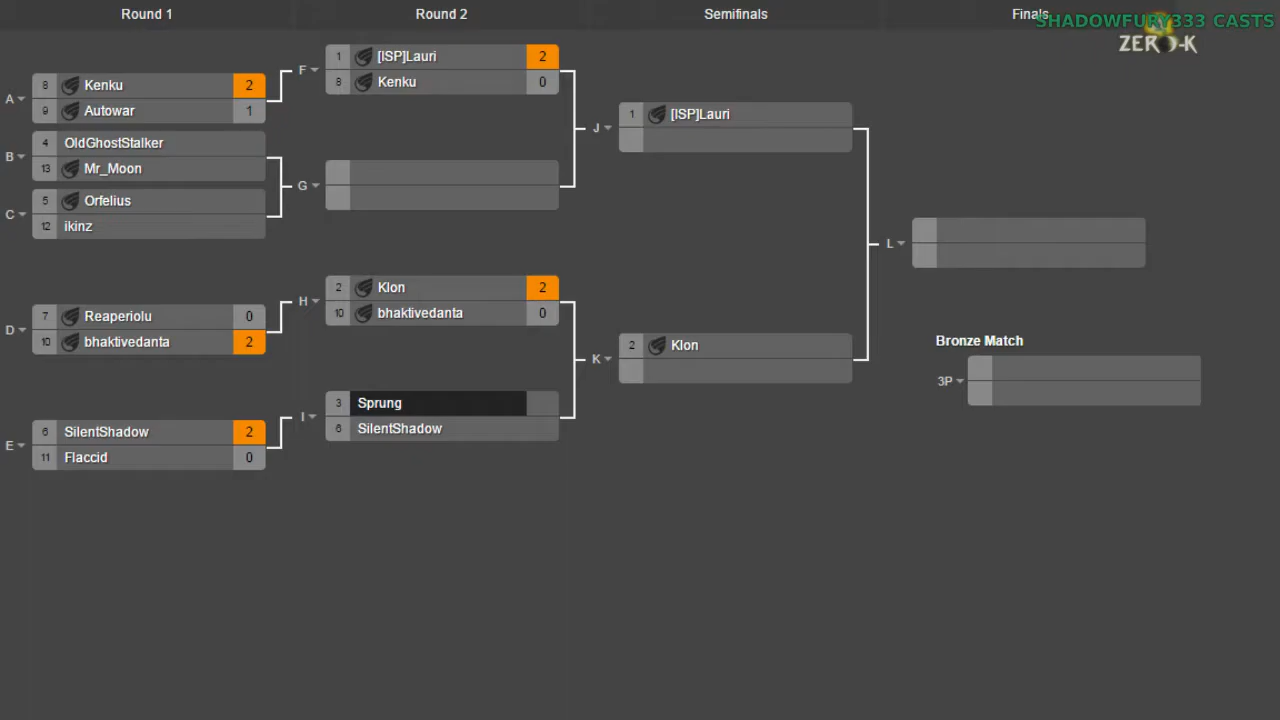 Round 1
Round 2
Semifinals
Finals
SHADOWFURY333 CASTS
ZERO-K
A
8 Kenku 2
9 Autowar 1
B
4 OldGhostStalker
13 Mr_Moon
C
5 Orfelius
12 ikinz
D
7 Reaperiolu 0
10 bhaktivedanta 2
E
6 SilentShadow 2
11 Flaccid 0
F
1 [ISP]Lauri 2
8 Kenku 0
G
H
2 Klon 2
10 bhaktivedanta 0
I
3 Sprung
6 SilentShadow
J
1 [ISP]Lauri
K
2 Klon
L
Bronze Match
3P